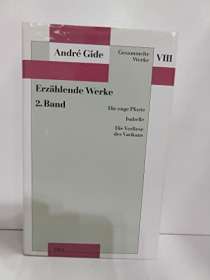 André Gide
Gesammelte
Werke
VIII
Erzählende Werke
2. Band
Die enge Pforte
Isabelle
Die Verliese
des Vatikans